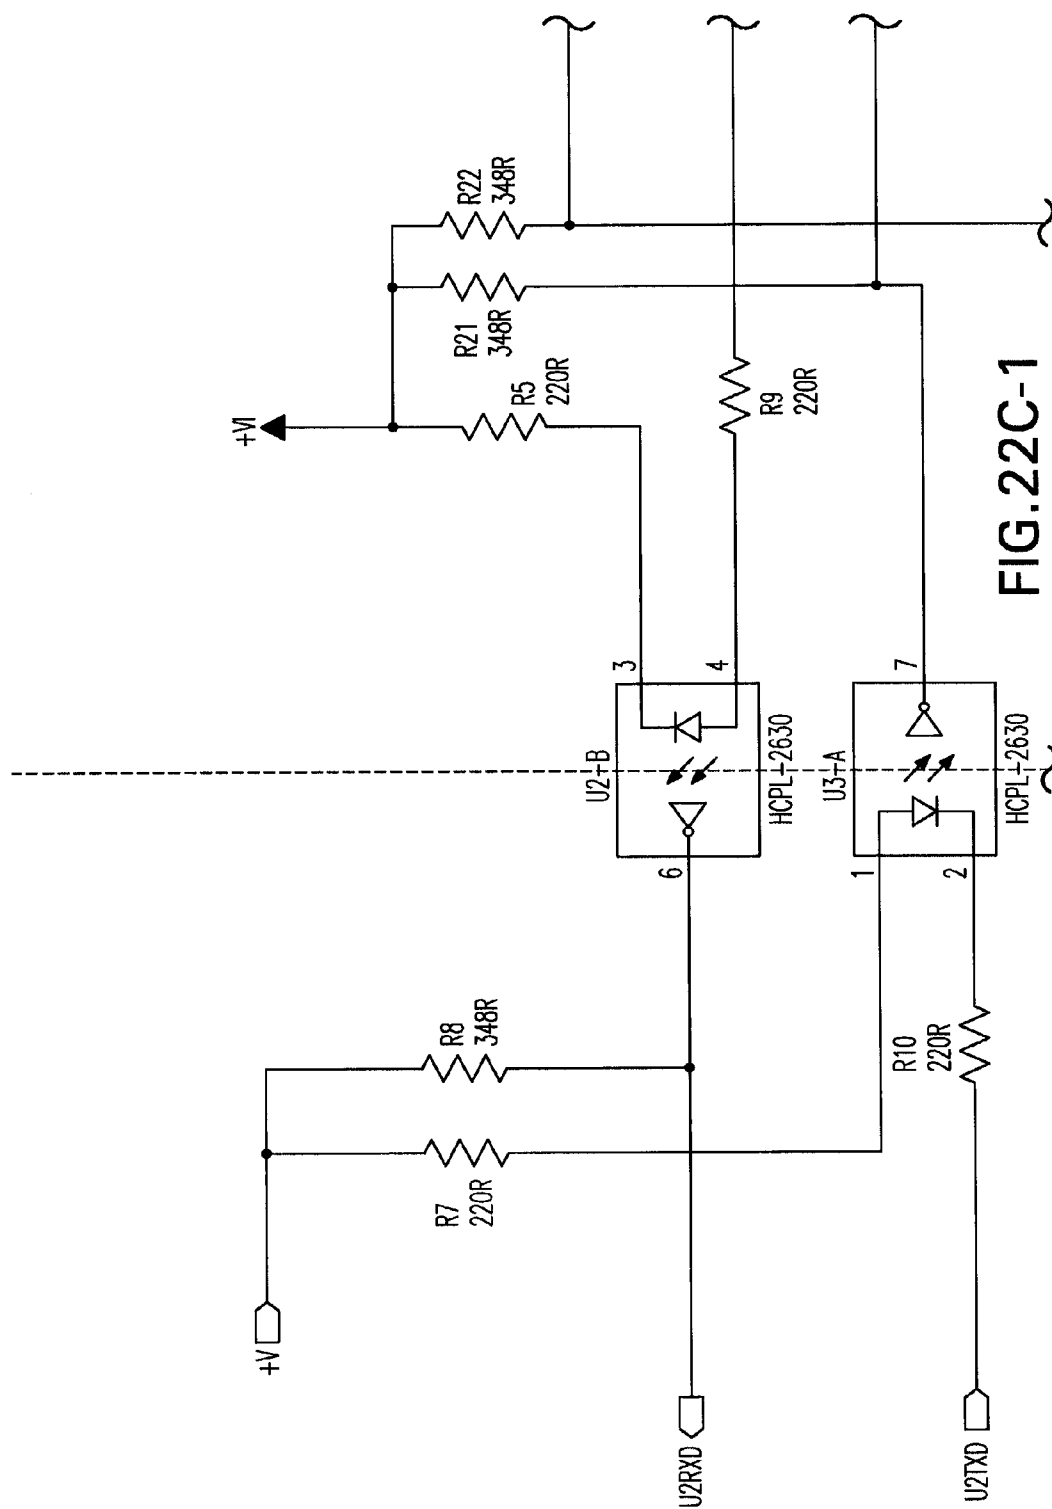 +VI
R22
348R
R21
348R
R5
220R
R9
220R
U2-B
3
4
6
HCPL-2630
U3-A
7
1
2
HCPL-2630
R8
348R
R7
220R
R10
220R
+V
U2RXD
U2TXD
FIG.22C-1